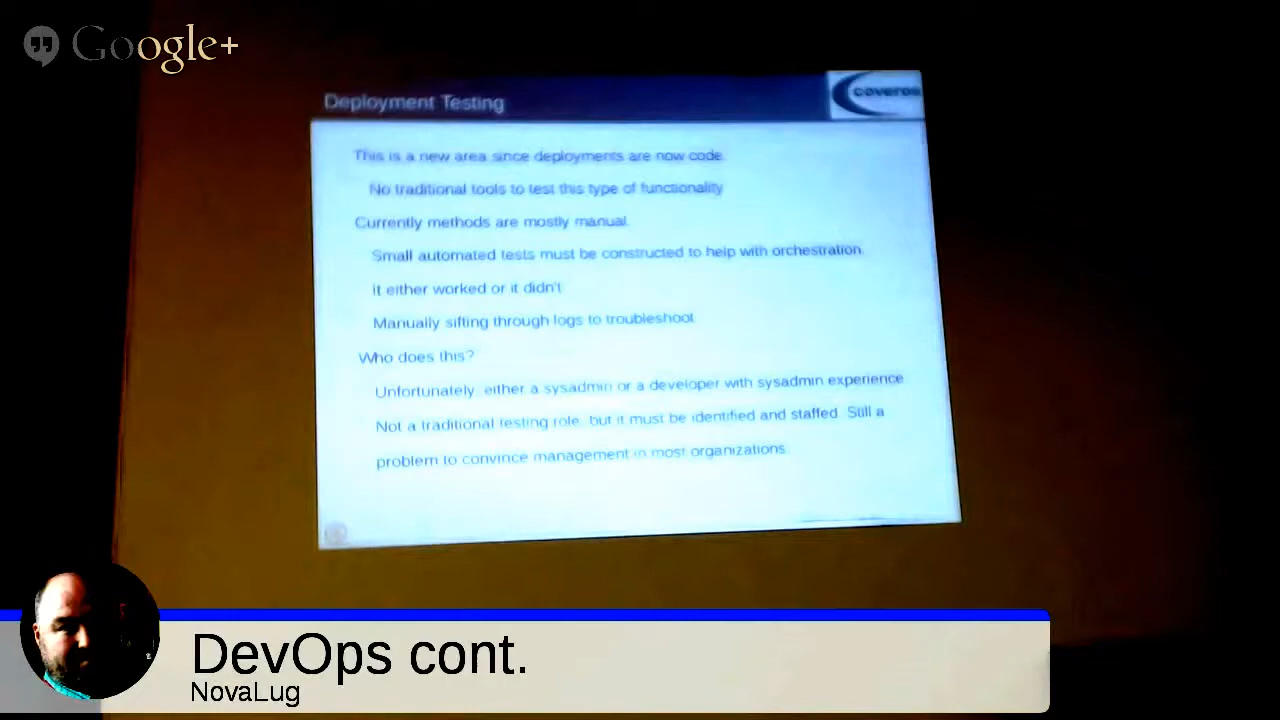 Google+
Deployment Testing
coveros
This is a new area since deployments are now code.
No traditional tools to test this type of functionality
Currently methods are mostly manual.
Small automated tests must be constructed to help with orchestration.
It either worked or it didn't
Manually sifting through logs to troubleshoot
Who does this?
Unfortunately, either a sysadmin or a developer with sysadmin experience
Not a traditional testing role, but it must be identified and staffed. Still a
problem to convince management in most organizations.
DevOps cont.
NovaLug